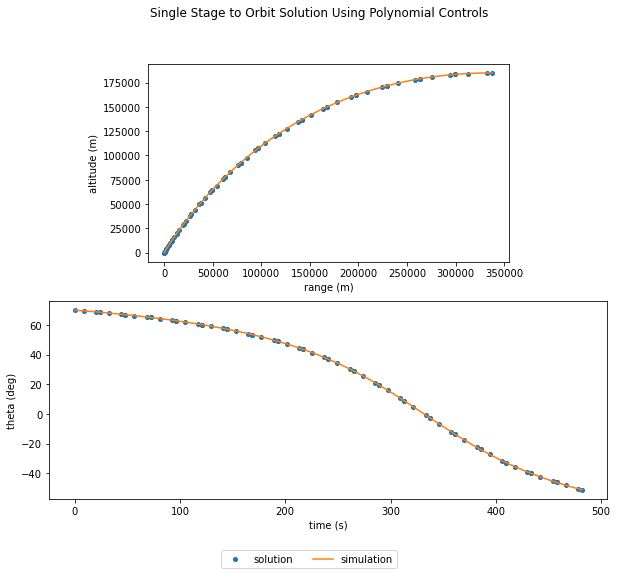 Single Stage to Orbit Solution Using Polynomial Controls
175000
150000
125000
100000
75000
50000
25000
0
altitude (m)
0 50000 100000 150000 200000 250000 300000 350000
range (m)
60
40
20
0
−20
−40
theta (deg)
0 100 200 300 400 500
time (s)
solution simulation